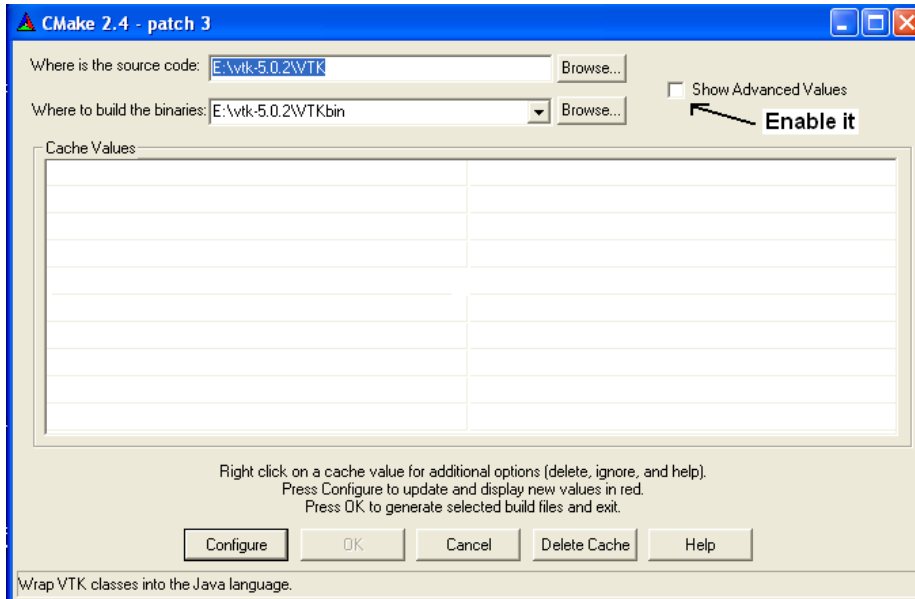 CMake 2.4 - patch 3
Where is the source code: E:\vtk-5.0.2\VTK Browse...
Show Advanced Values
Where to build the binaries: E:\vtk-5.0.2\VTKbin Browse...
Enable it
Cache Values
Right click on a cache value for additional options (delete, ignore, and help).
Press Configure to update and display new values in red.
Press OK to generate selected build files and exit.
Configure OK Cancel Delete Cache Help
Wrap VTK classes into the Java language.